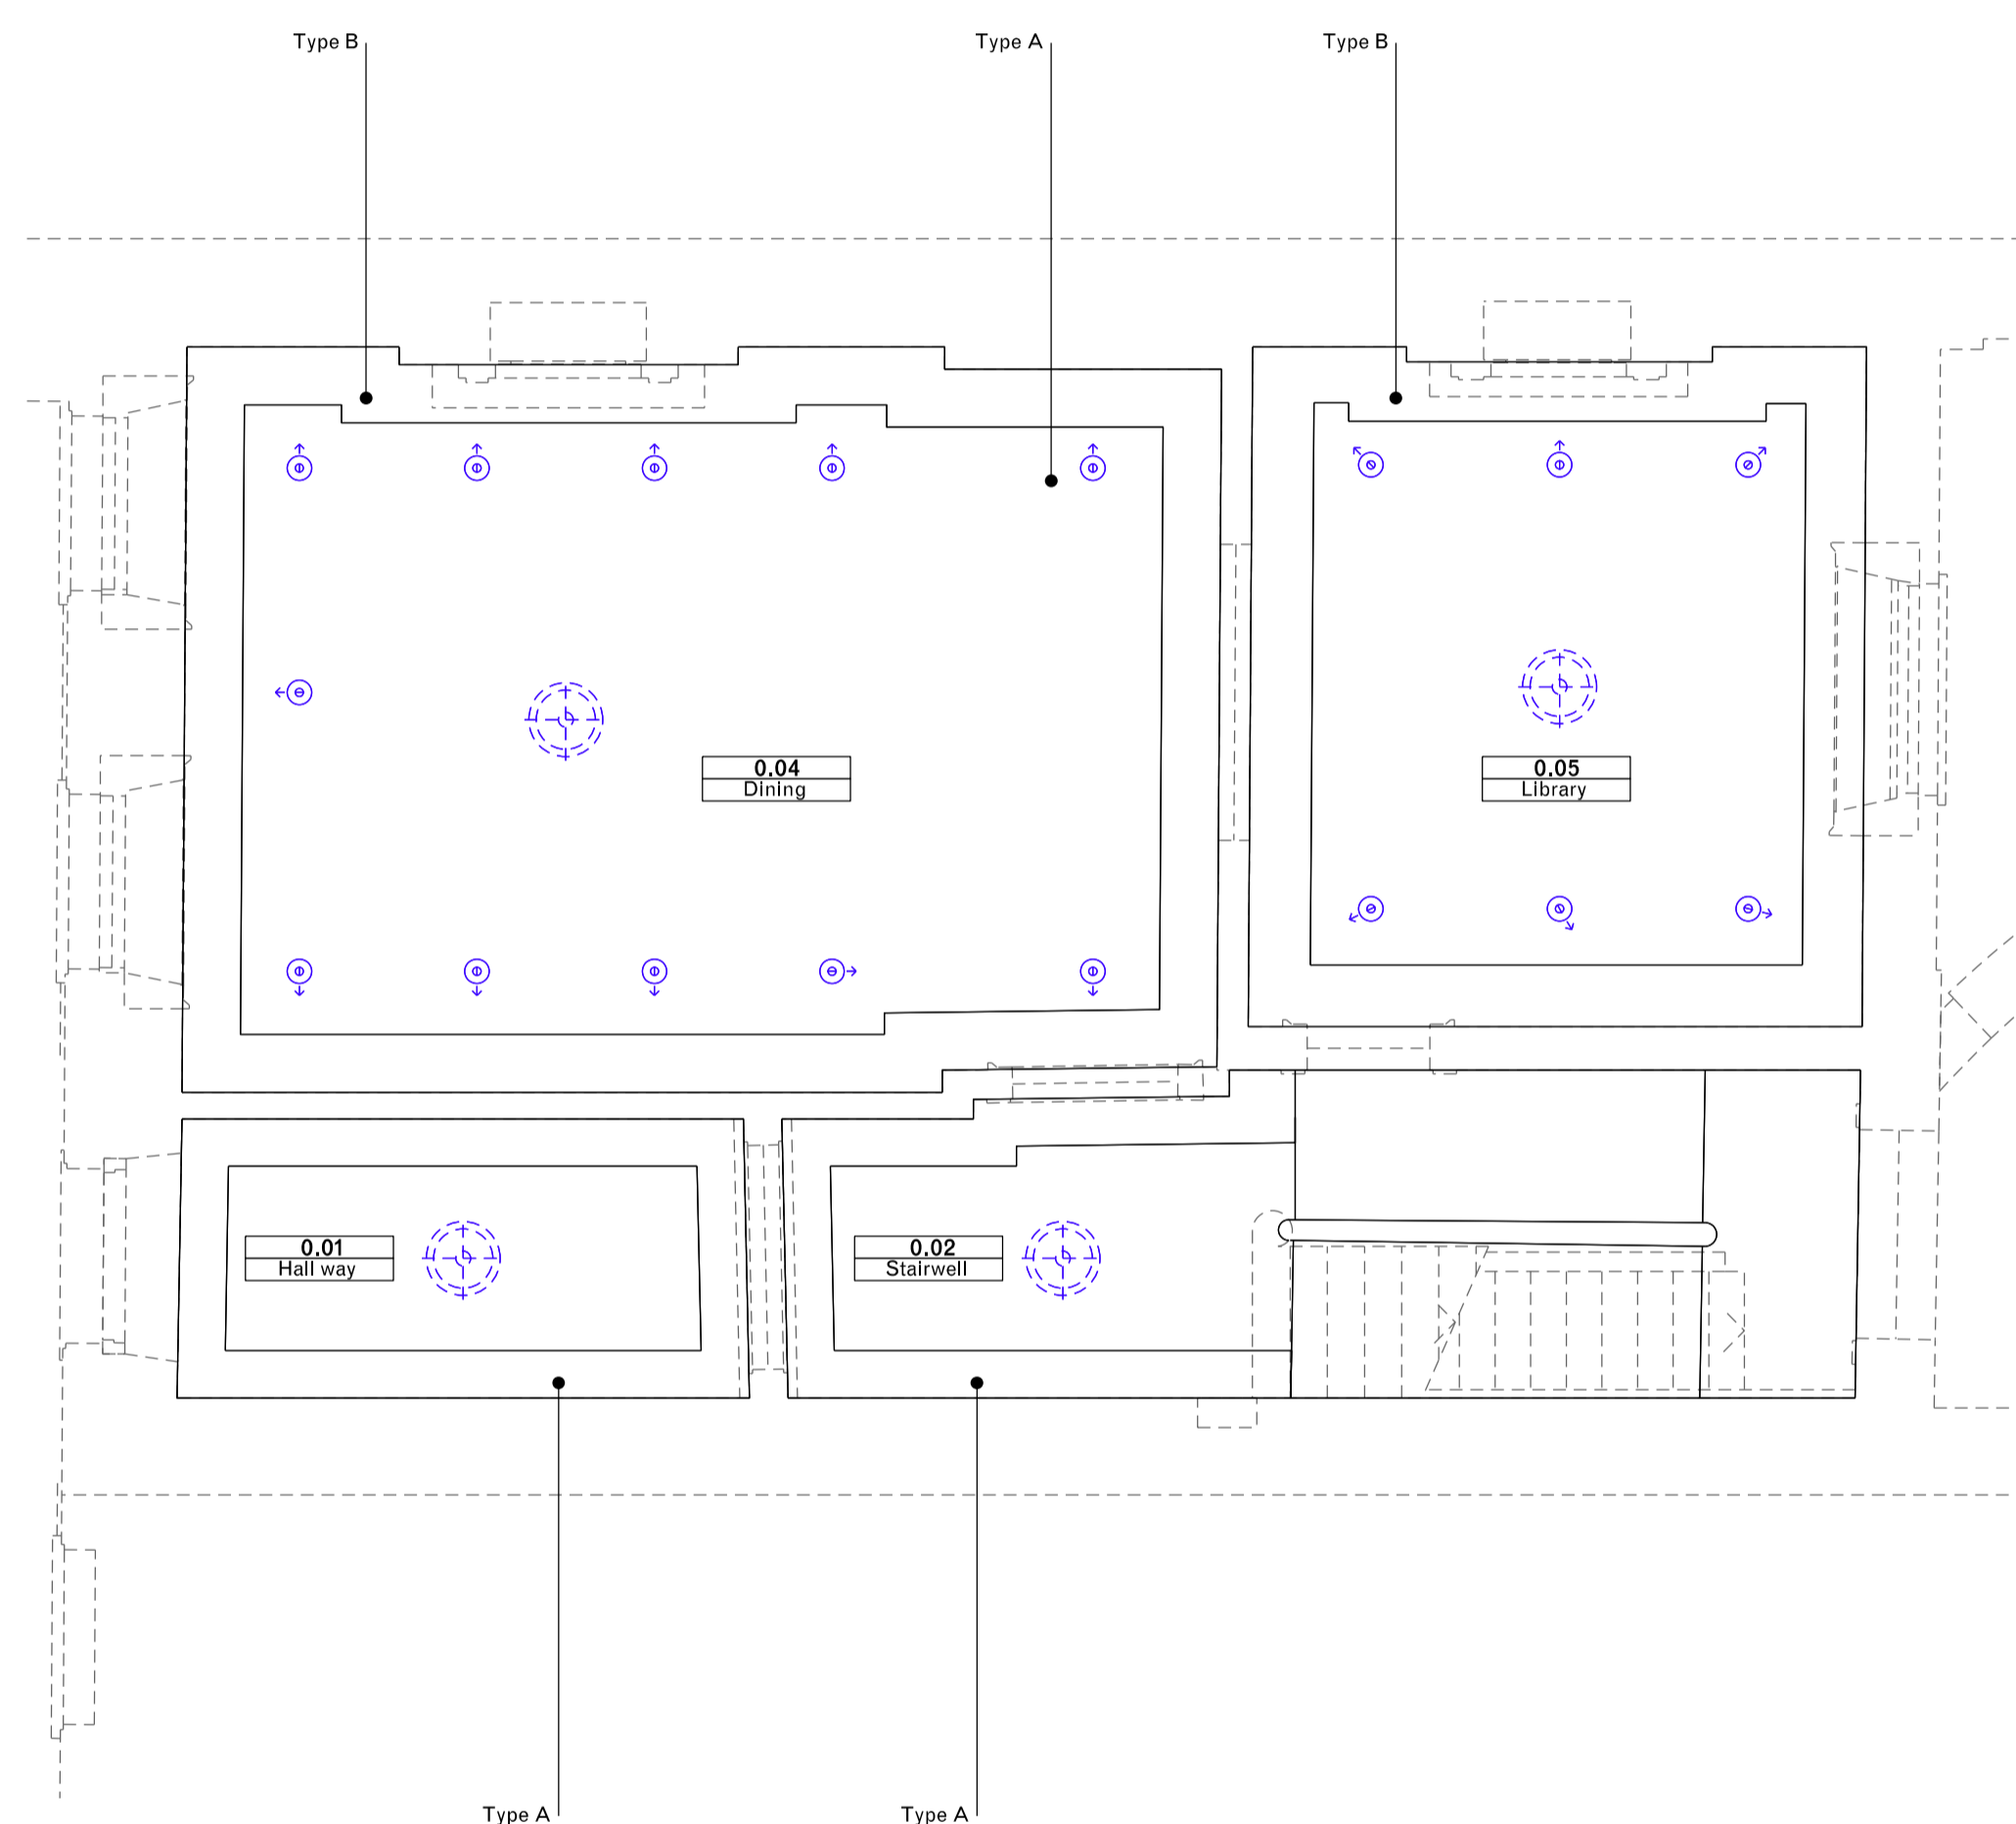 Type B
Type A
Type B
0.04
Dining
0.05
Library
0.01
Hall way
0.02
Stairwell
Type A
Type A